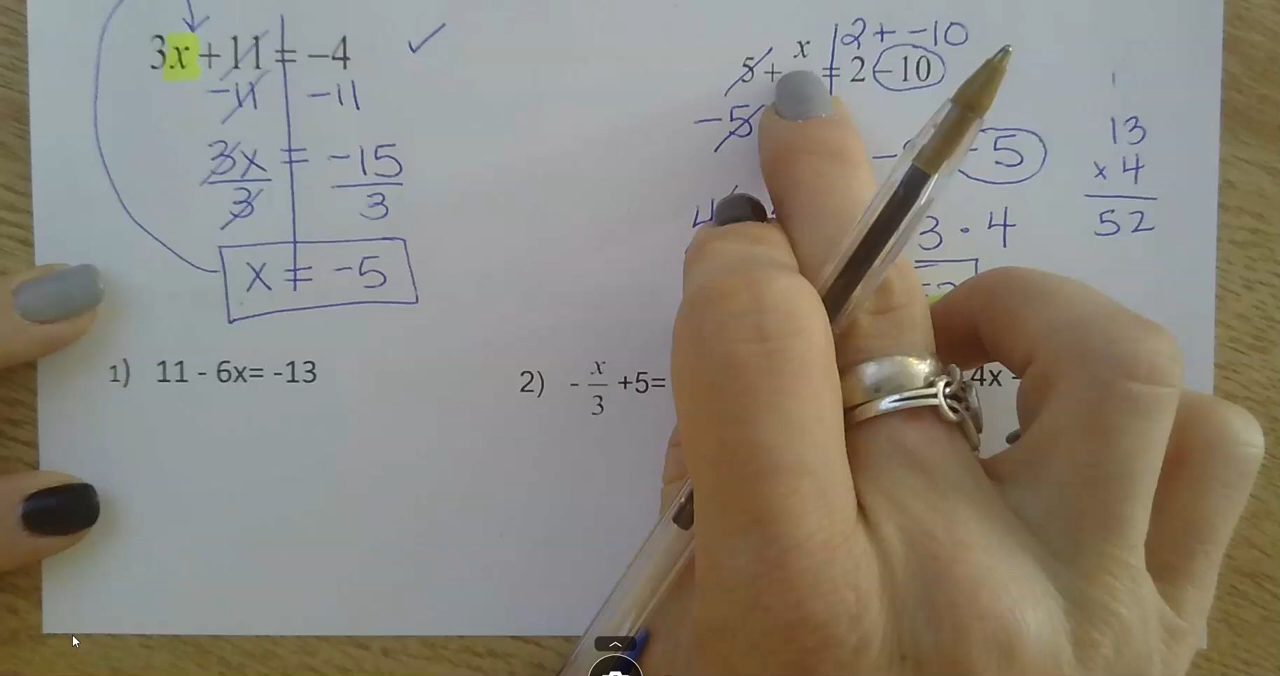 3x + 11 = -4 ✓
-11 -11
3x = -15
3 3
x = -5
2 + -10
5 + x = 2 - 10
-5
- 5
3 · 4
13
x 4
52
1) 11 - 6x= -13
2) - x/3 +5=
4x